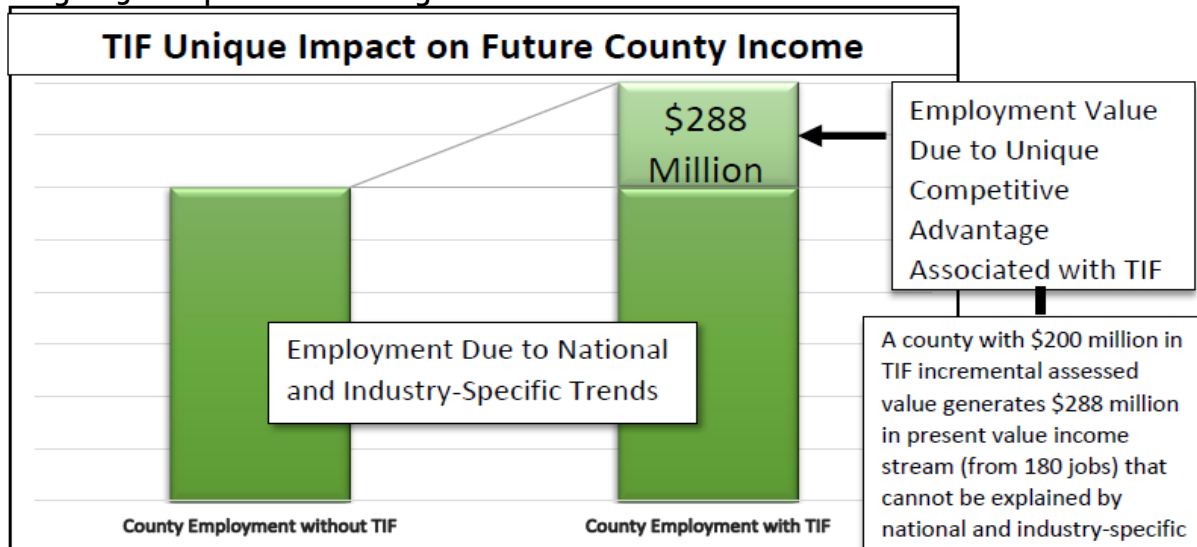 TIF Unique Impact on Future County Income
$288
Million
Employment Value
Due to Unique
Competitive
Advantage
Associated with TIF
Employment Due to National
and Industry-Specific Trends
A county with $200 million in
TIF incremental assessed
value generates $288 million
in present value income
stream (from 180 jobs) that
cannot be explained by
national and industry-specific
County Employment without TIF
County Employment with TIF